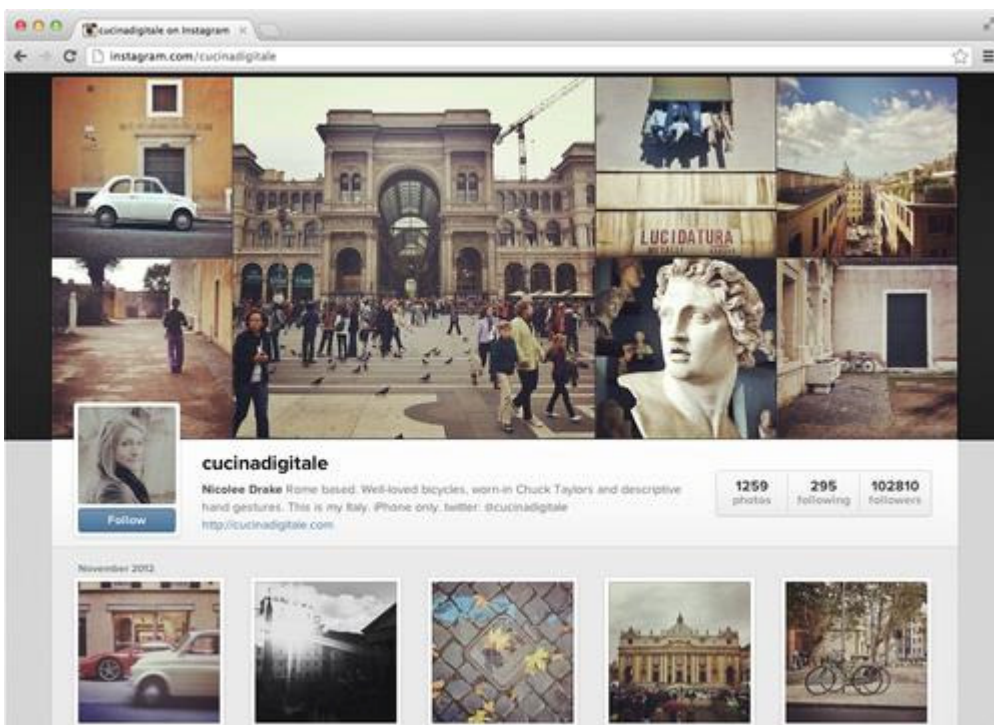 cucinadigitale on Instagram
instagram.com/cucinadigitale
LUCIDATURA
METALLI
cucinadigitale
Nicolee Drake Rome based. Well-loved bicycles, worn-in Chuck Taylors and descriptive
hand gestures. This is my Italy. iPhone only. twitter: @cucinadigitale
http://cucinadigitale.com
1259 295 102810
photos following followers
Follow
November 2012